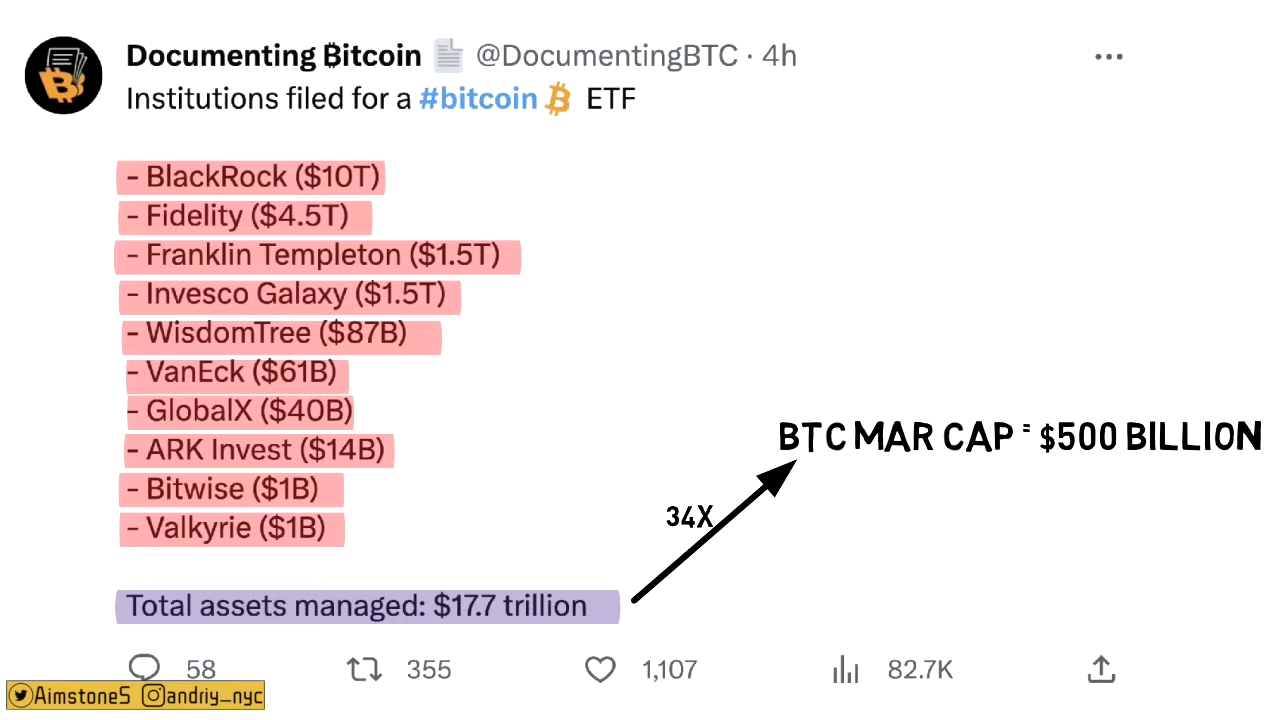 Documenting ₿itcoin 📄 @DocumentingBTC · 4h
Institutions filed for a #bitcoin ₿ ETF
- BlackRock ($10T)
- Fidelity ($4.5T)
- Franklin Templeton ($1.5T)
- Invesco Galaxy ($1.5T)
- WisdomTree ($87B)
- VanEck ($61B)
- GlobalX ($40B)
- ARK Invest ($14B)
- Bitwise ($1B)
- Valkyrie ($1B)
BTC MAR CAP = $500 BILLION
34X
Total assets managed: $17.7 trillion
58 355 1,107 82.7K
AimstoneS andriy_nyc